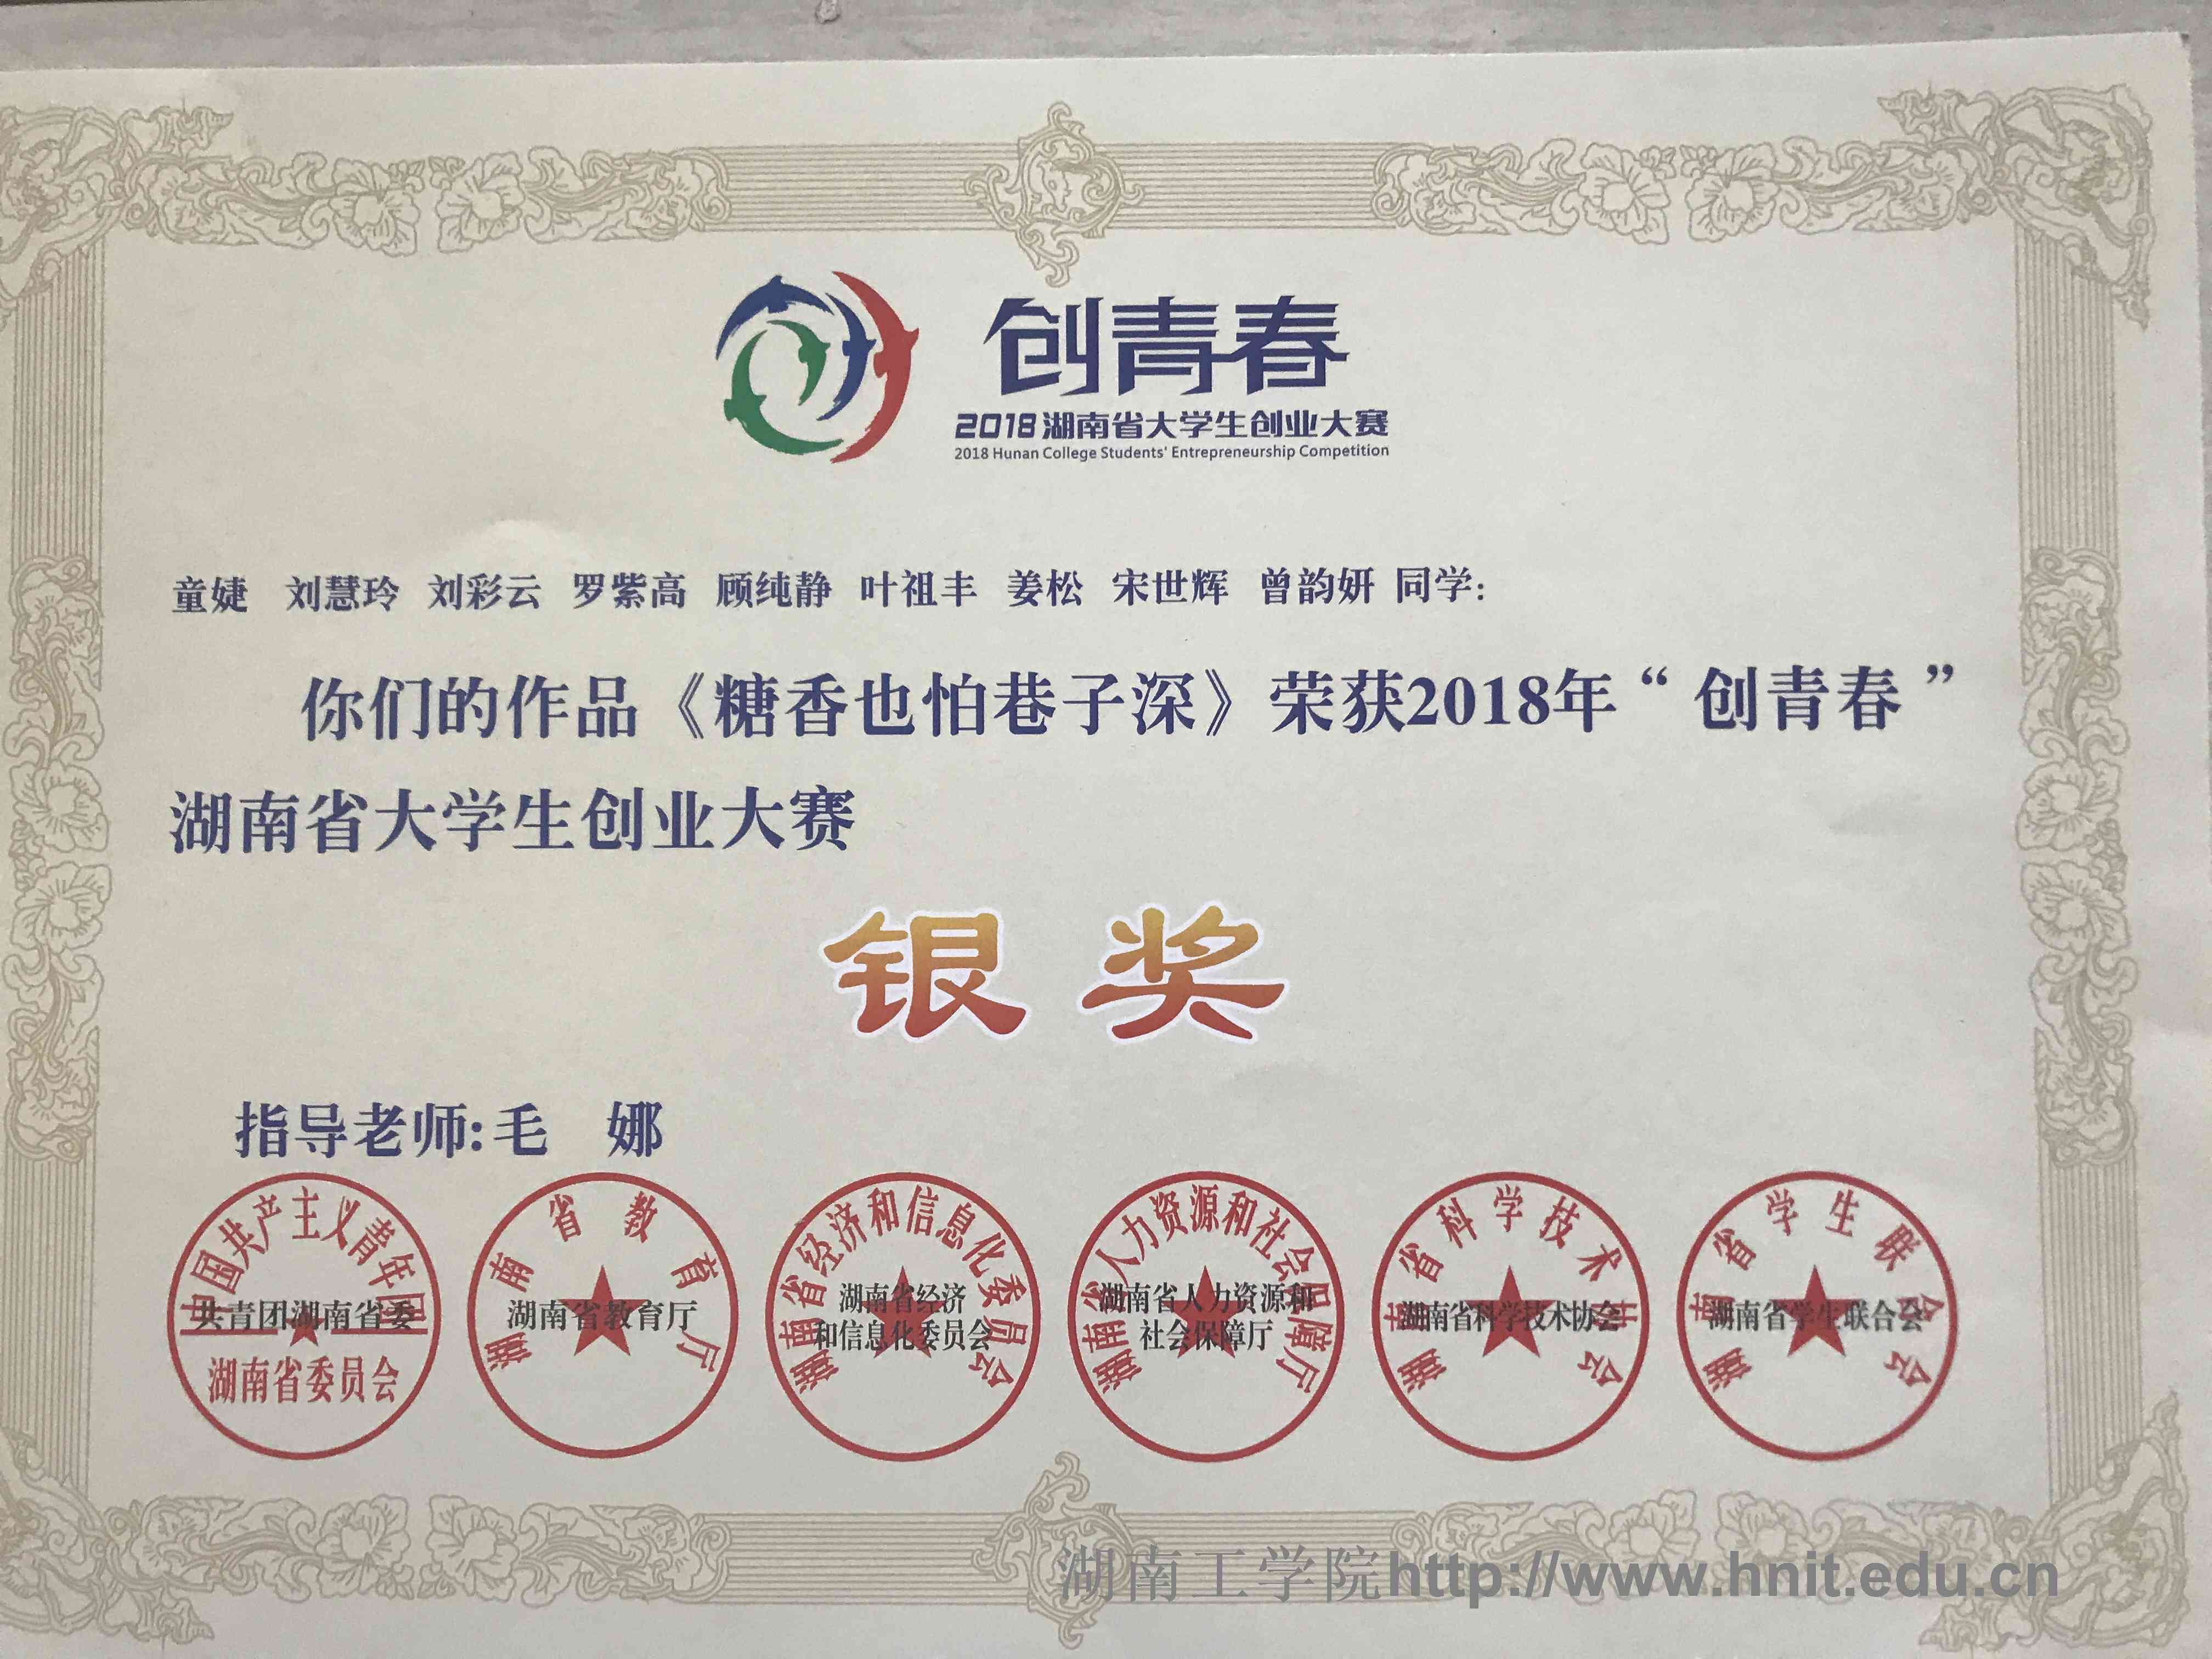 创青春
2018湖南省大学生创业大赛
2018 Hunan College Students' Entrepreneurship Competition
童婕 刘慧玲 刘彩云 罗紫高 顾纯静 叶祖丰 姜松 宋世辉 曾韵妍 同学:
你们的作品《糖香也怕巷子深》荣获2018年“创青春”
湖南省大学生创业大赛
银奖
指导老师:毛 娜
中国共产主义青年团
共青团湖南省委
湖南省委员会
湖南省教育厅
湖南省教育厅
湖南省经济和信息化委员会
湖南省经济
和信息化委员会
湖南省人力资源和社会保障厅
湖南省人力资源和
社会保障厅
湖南省科学技术协会
湖南省科学技术协会
湖南省学生联合会
湖南省学生联合会
湖南工学院http://www.hnit.edu.cn